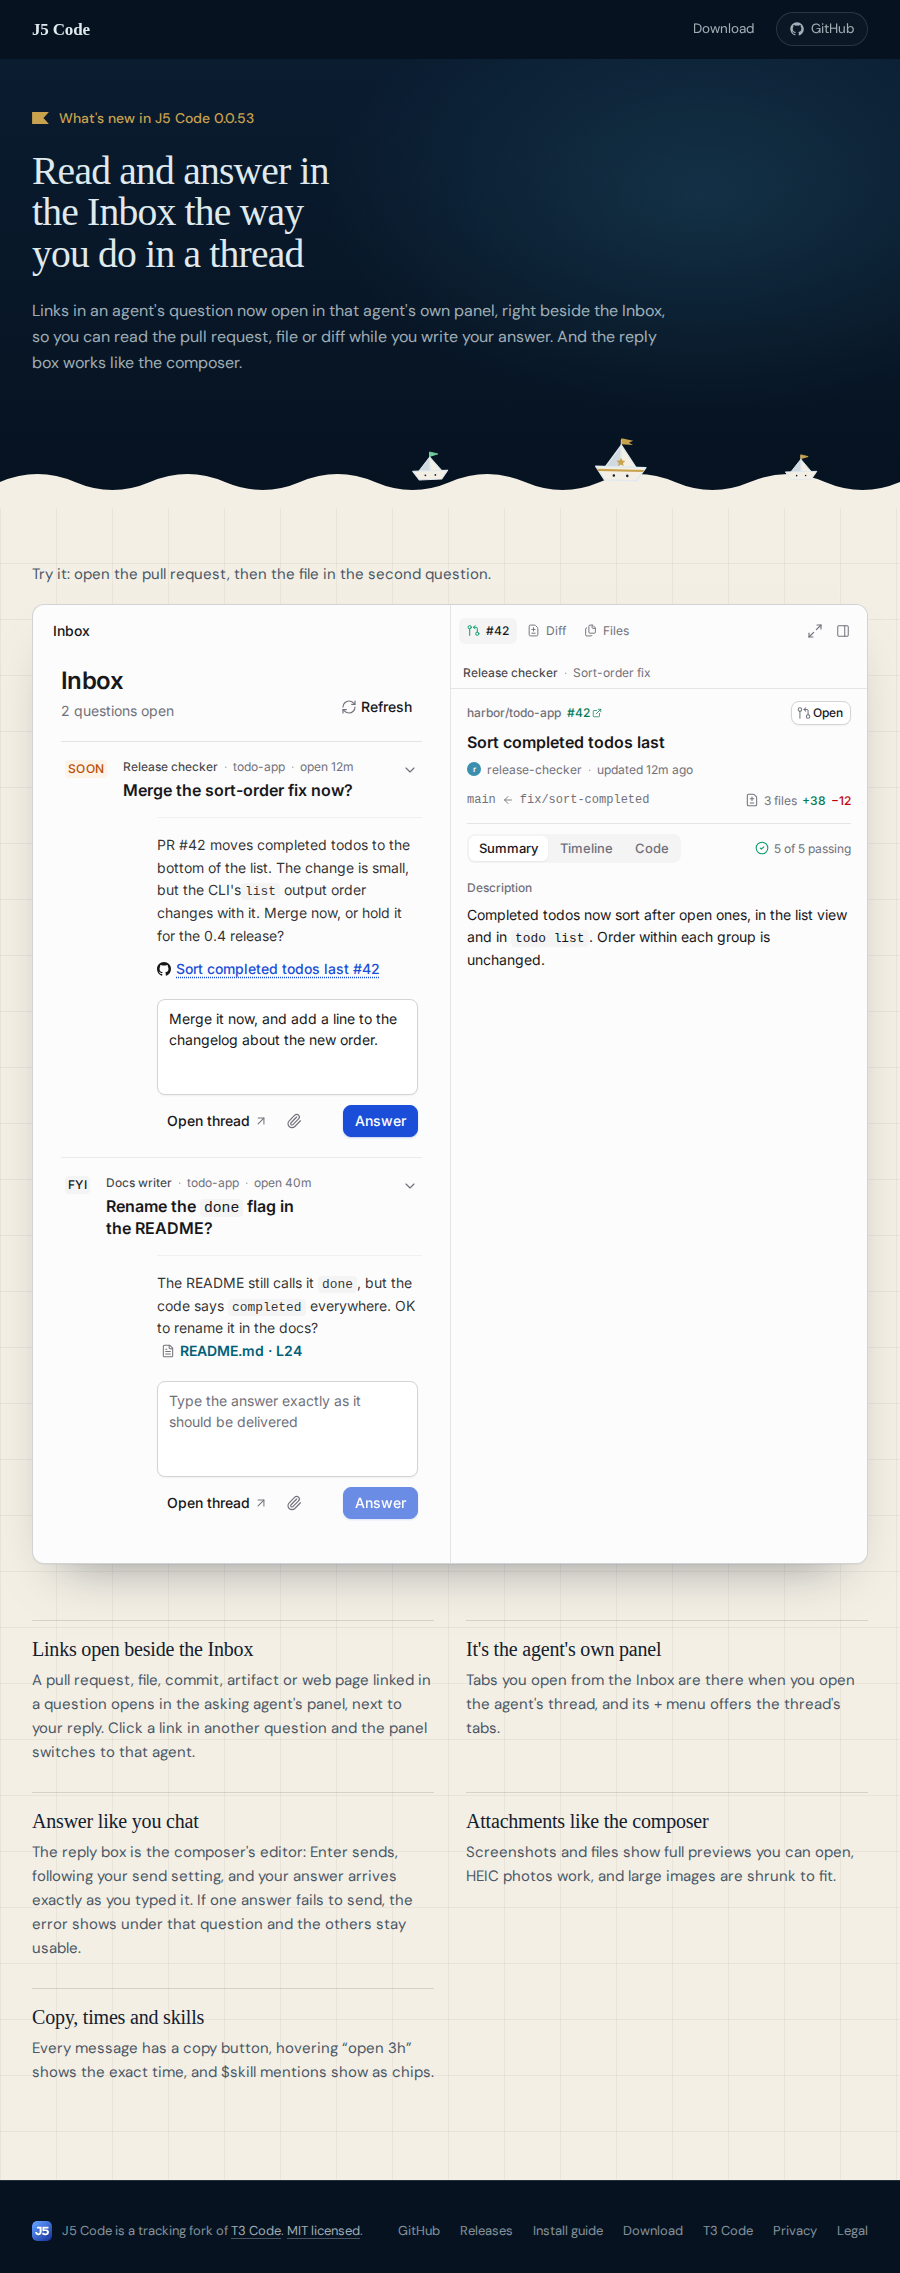 J5 Code
Download
GitHub
What's new in J5 Code 0.0.53
Read and answer in
the Inbox the way
you do in a thread
Links in an agent's question now open in that agent's own panel, right beside the Inbox,
so you can read the pull request, file or diff while you write your answer. And the reply
box works like the composer.
Try it: open the pull request, then the file in the second question.
Inbox
Inbox
2 questions open
Refresh
SOON
Release checker · todo-app · open 12m
Merge the sort-order fix now?
PR #42 moves completed todos to the
bottom of the list. The change is small,
but the CLI's list output order
changes with it. Merge now, or hold it
for the 0.4 release?
Sort completed todos last #42
Merge it now, and add a line to the
changelog about the new order.
Open thread
Answer
FYI
Docs writer · todo-app · open 40m
Rename the done flag in
the README?
The README still calls it done, but the
code says completed everywhere. OK
to rename it in the docs?
README.md · L24
Type the answer exactly as it
should be delivered
Open thread
Answer
#42
Diff
Files
Release checker · Sort-order fix
harbor/todo-app #42
Open
Sort completed todos last
r
release-checker · updated 12m ago
main ← fix/sort-completed
3 files +38 −12
Summary
Timeline
Code
5 of 5 passing
Description
Completed todos now sort after open ones, in the list view
and in todo list. Order within each group is
unchanged.
Links open beside the Inbox
A pull request, file, commit, artifact or web page linked in
a question opens in the asking agent's panel, next to
your reply. Click a link in another question and the panel
switches to that agent.
It's the agent's own panel
Tabs you open from the Inbox are there when you open
the agent's thread, and its + menu offers the thread's
tabs.
Answer like you chat
The reply box is the composer's editor: Enter sends,
following your send setting, and your answer arrives
exactly as you typed it. If one answer fails to send, the
error shows under that question and the others stay
usable.
Attachments like the composer
Screenshots and files show full previews you can open,
HEIC photos work, and large images are shrunk to fit.
Copy, times and skills
Every message has a copy button, hovering “open 3h”
shows the exact time, and $skill mentions show as chips.
J5
J5 Code is a tracking fork of T3 Code. MIT licensed.
GitHub
Releases
Install guide
Download
T3 Code
Privacy
Legal